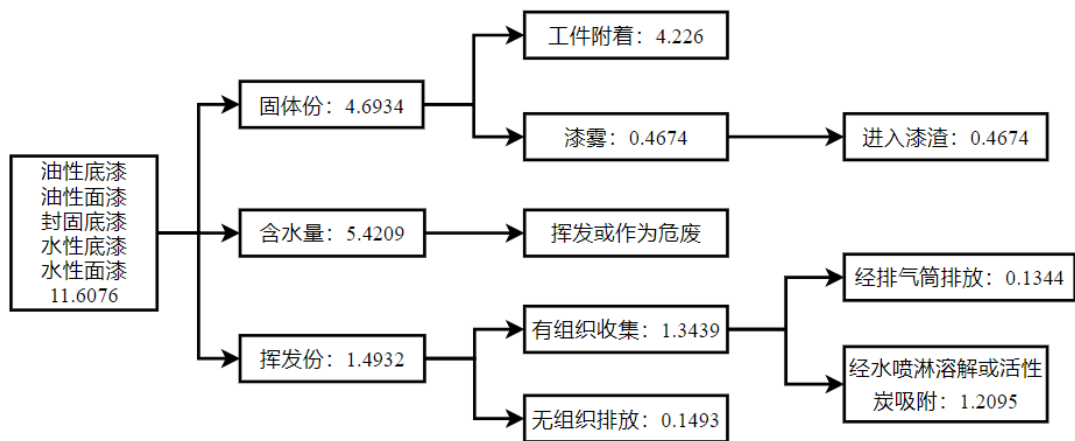 油性底漆
油性面漆
封固底漆
水性底漆
水性面漆
11.6076
固体份：4.6934
工件附着：4.226
漆雾：0.4674
进入漆渣：0.4674
含水量：5.4209
挥发或作为危废
挥发份：1.4932
有组织收集：1.3439
经排气筒排放：0.1344
经水喷淋溶解或活性
炭吸附：1.2095
无组织排放：0.1493